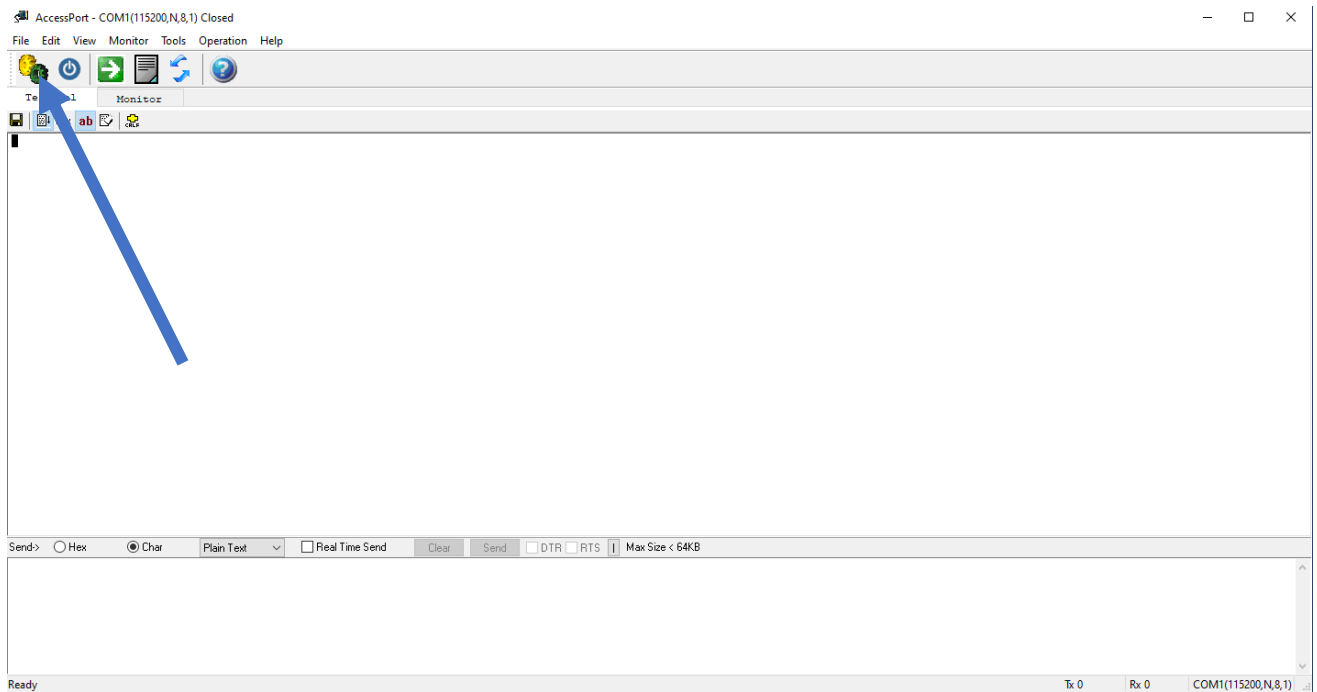 AccessPort - COM1(115200,N,8,1) Closed
File Edit View Monitor Tools Operation Help
Monitor
ab
CRLF
Send-> Hex Char Plain Text Real Time Send Clear Send DTR RTS | Max Size < 64KB
Ready Tx 0 Rx 0 COM1(115200,N,8,1)